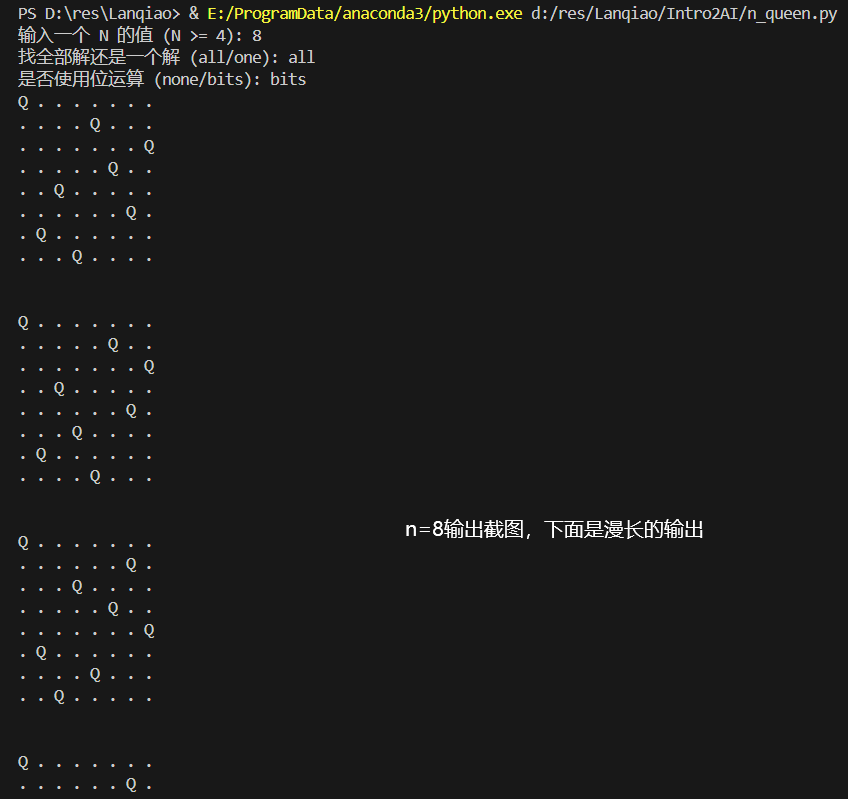 PS D:\res\Lanqiao> & E:/ProgramData/anaconda3/python.exe d:/res/Lanqiao/Intro2AI/n_queen.py
输入一个 N 的值 (N >= 4): 8
找全部解还是一个解 (all/one): all
是否使用位运算 (none/bits): bits
Q . . . . . . .
. . . . Q . . .
. . . . . . . Q
. . . . . Q . .
. . Q . . . . .
. . . . . . Q .
. Q . . . . . .
. . . Q . . . .
Q . . . . . . .
. . . . . Q . .
. . . . . . . Q
. . Q . . . . .
. . . . . . Q .
. . . Q . . . .
. Q . . . . . .
. . . . Q . . .
n=8输出截图，下面是漫长的输出
Q . . . . . . .
. . . . . . Q .
. . . Q . . . .
. . . . . Q . .
. . . . . . . Q
. Q . . . . . .
. . . . Q . . .
. . Q . . . . .
Q . . . . . . .
. . . . . . Q .